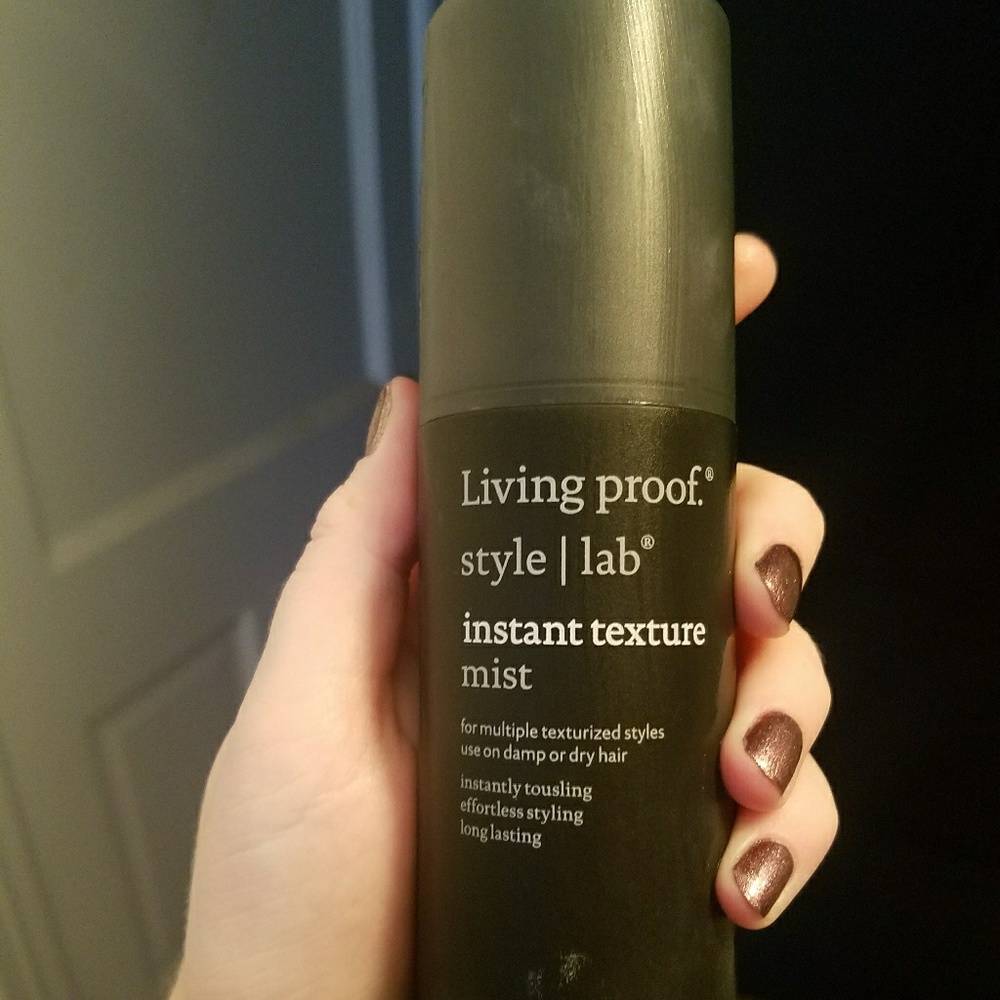 Living proof.®
style | lab®
instant texture
mist
for multiple texturized styles
use on damp or dry hair
instantly tousling
effortless styling
long lasting